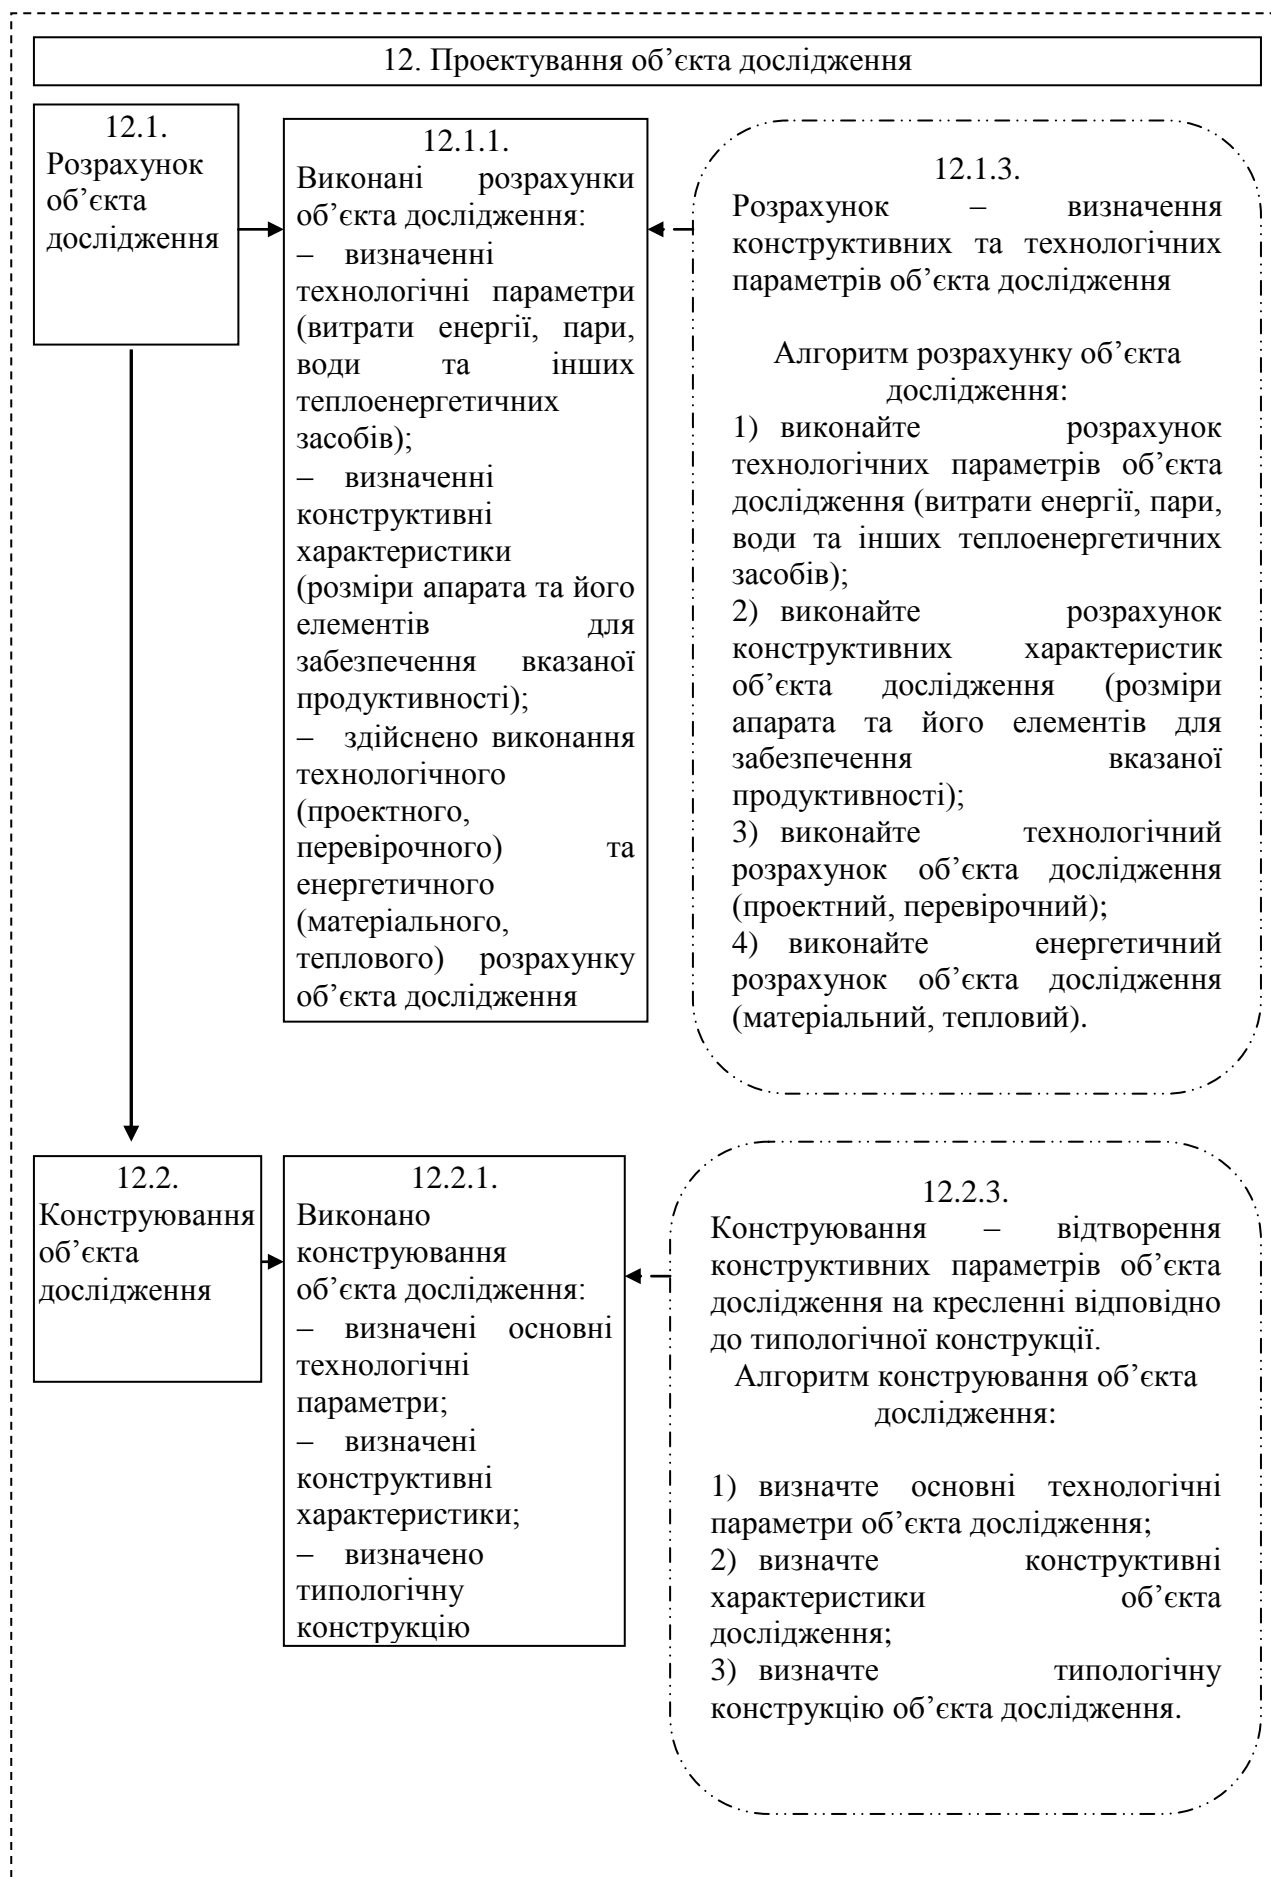 12. Проектування об’єкта дослідження
12.1.
Розрахунок
об’єкта
дослідження
12.1.1.
Виконані розрахунки
об’єкта дослідження:
– визначенні
технологічні параметри
(витрати енергії, пари,
води та інших
теплоенергетичних
засобів);
– визначенні
конструктивні
характеристики
(розміри апарата та його
елементів для
забезпечення вказаної
продуктивності);
– здійснено виконання
технологічного
(проектного,
перевірочного) та
енергетичного
(матеріального,
теплового) розрахунку
об’єкта дослідження
12.1.3.
Розрахунок – визначення
конструктивних та технологічних
параметрів об’єкта дослідження
Алгоритм розрахунку об’єкта
дослідження:
1) виконайте розрахунок
технологічних параметрів об’єкта
дослідження (витрати енергії, пари,
води та інших теплоенергетичних
засобів);
2) виконайте розрахунок
конструктивних характеристик
об’єкта дослідження (розміри
апарата та його елементів для
забезпечення вказаної
продуктивності);
3) виконайте технологічний
розрахунок об’єкта дослідження
(проектний, перевірочний);
4) виконайте енергетичний
розрахунок об’єкта дослідження
(матеріальний, тепловий).
12.2.
Конструювання
об’єкта
дослідження
12.2.1.
Виконано
конструювання
об’єкта дослідження:
– визначені основні
технологічні
параметри;
– визначені
конструктивні
характеристики;
– визначено
типологічну
конструкцію
12.2.3.
Конструювання – відтворення
конструктивних параметрів об’єкта
дослідження на кресленні відповідно
до типологічної конструкції.
Алгоритм конструювання об’єкта
дослідження:
1) визначте основні технологічні
параметри об’єкта дослідження;
2) визначте конструктивні
характеристики об’єкта
дослідження;
3) визначте типологічну
конструкцію об’єкта дослідження.